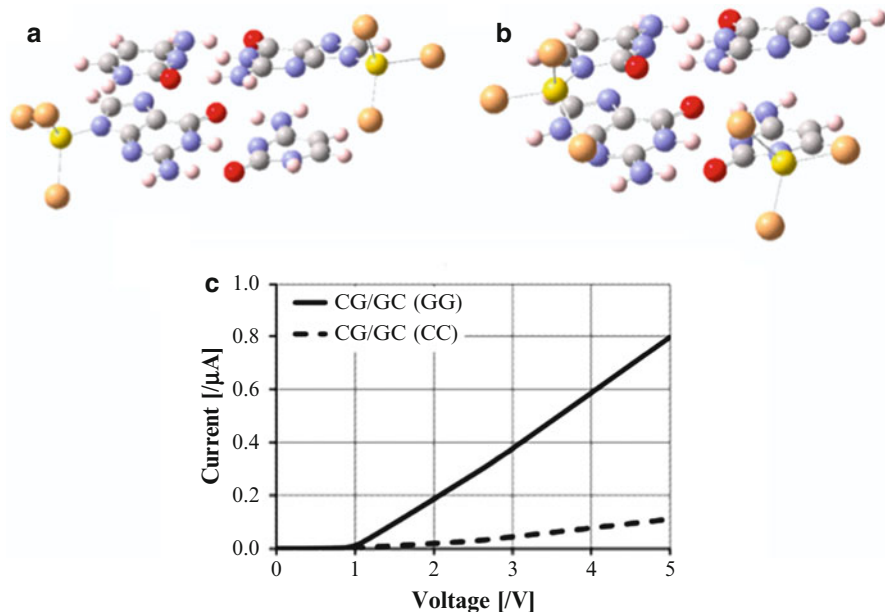 a
b
c
CG/GC (GG)
CG/GC (CC)
Current [/µA]
1.0
0.8
0.6
0.4
0.2
0.0
0 1 2 3 4 5
Voltage [/V]